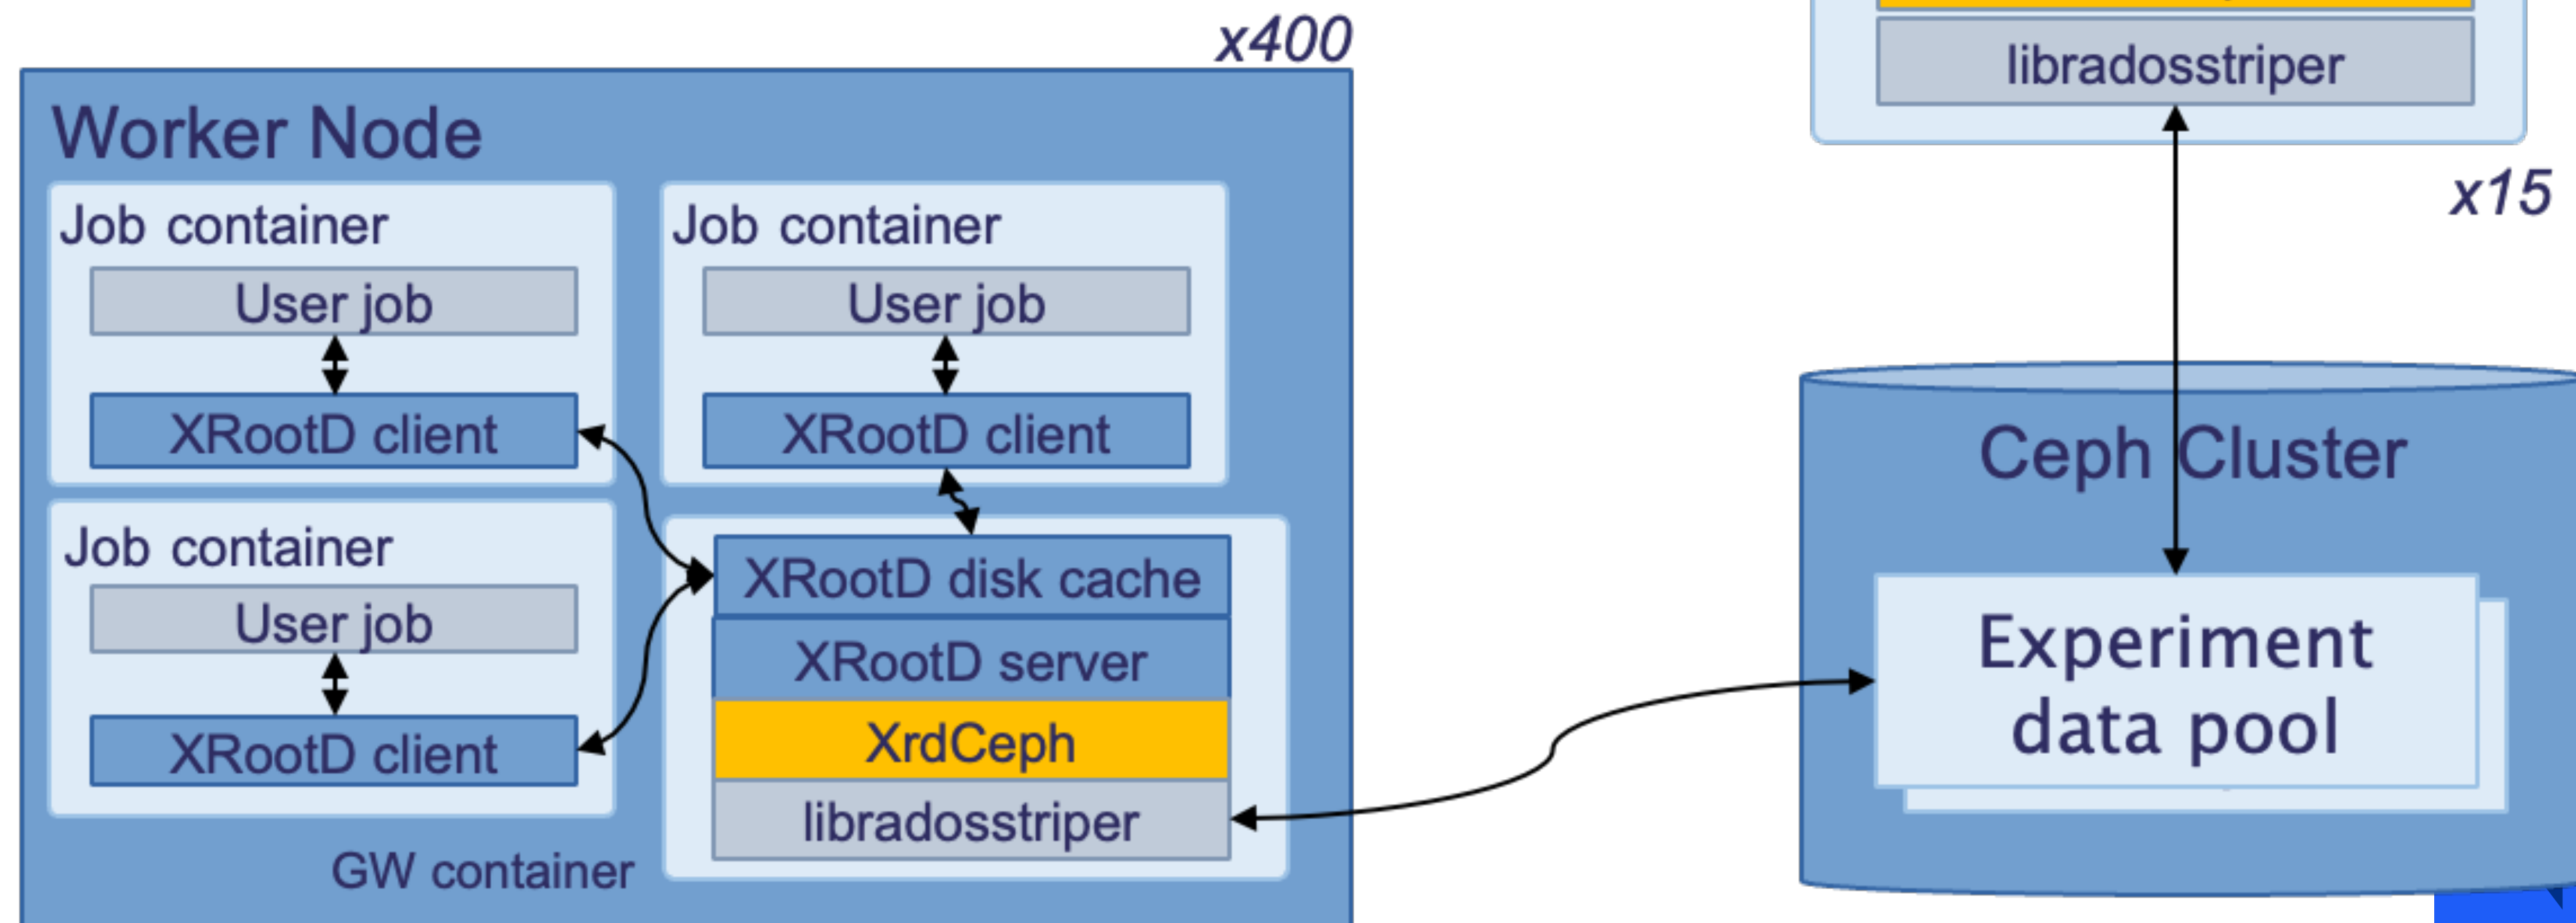 x400
Worker Node
Job container
User job
XRootD client
Job container
User job
XRootD client
Job container
User job
XRootD client
XRootD disk cache
XRootD server
XrdCeph
libradosstriper
GW container
libradosstriper
x15
Ceph Cluster
Experiment
data pool